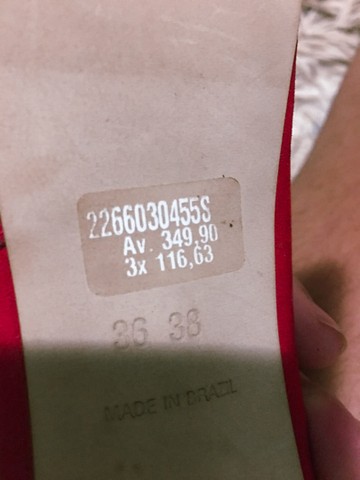 2266030455S
Av. 349,90
3x 116,63
36 38
MADE IN BRAZIL